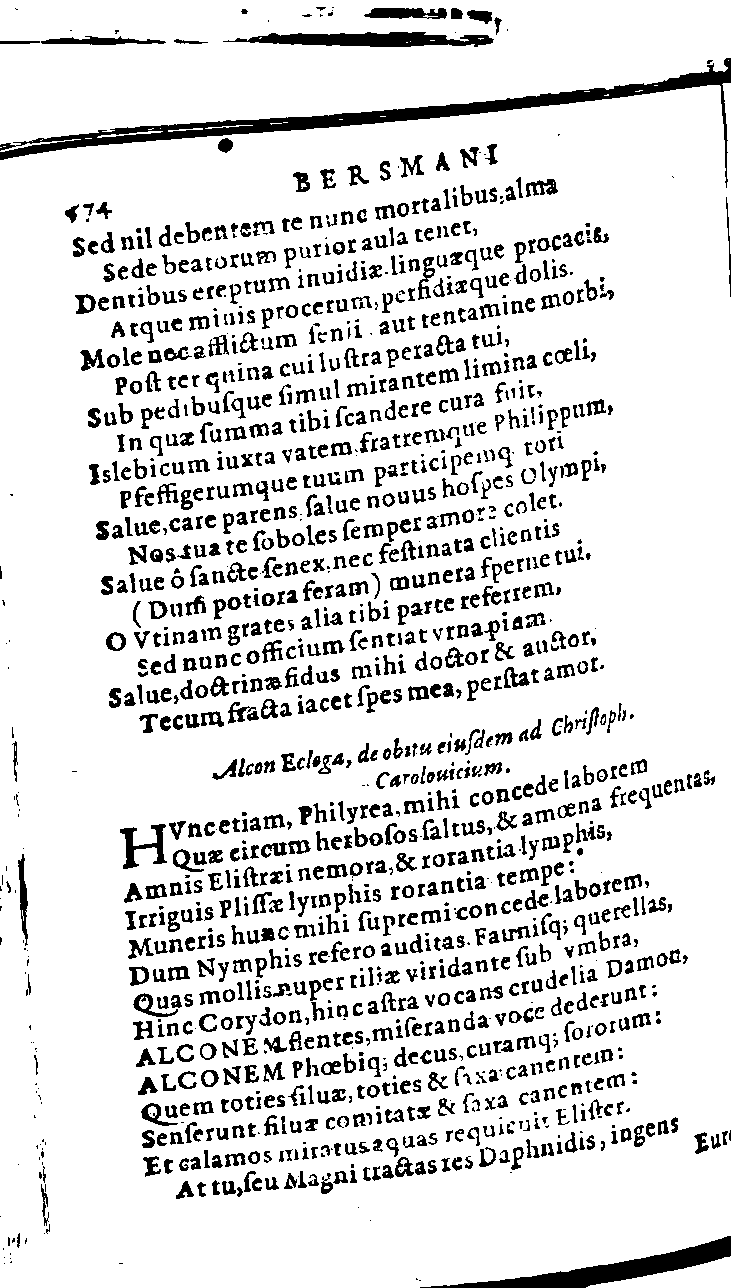 BERSMANI
574
Sed nil debentem te nunc mortalibus, alma
Sede beatorum purior aula tenet,
Dentibus ereptum inuidiæ linguæque procacis,
Atque minis procerum, perfidiæque dolis.
Mole nec afflictum senii aut tentamine morbi,
Post ter quina cui lustra peracta tui,
Sub pedibusque simul mirantem limina cœli,
In quæ summa tibi scandere cura fuit,
Islebicum iuxta vatem fratremque Philippum,
Pfeffigerumque tuum participemq; tori
Salue, care parens, salue nouus hospes Olympi,
Nos tua te soboles semper amore colet.
Salue ô sancte senex, nec festinata clientis
(Dum potiora feram) munera sperne tui.
O Vtinam grates alia tibi parte referrem,
Sed nunc officium sentiat vrna piam.
Salue, doctrinæ fidus mihi doctor & auctor,
Tecum fracta iacet spes mea, perstat amor.
Alcon Ecloga, de obitu eiusdem ad Christoph.
Carolouicium.
HVnc etiam, Philyrea, mihi concede laborem
Quæ circum herbosos saltus, & amœna frequentas,
Amnis Elistræi nemora, & rorantia lymphis,
Irriguis Plissæ lymphis rorantia tempe:
Muneris hunc mihi supremi concede laborem,
Dum Nymphis refero auditas Faunisq; querellas,
Quas mollis nuper tiliæ viridante sub vmbra,
Hinc Corydon, hinc astra vocans crudelia Damon,
ALCONEM flentes, miseranda voce dederunt:
ALCONEM Phœbiq; decus, curamq; sororum:
Quem toties siluæ, toties & saxa canentem:
Senserunt siluæ comitatæ & saxa canentem:
Et calamos miratus aquas requieuit Elister.
At tu, seu Magni tractas res Daphnidis, ingens